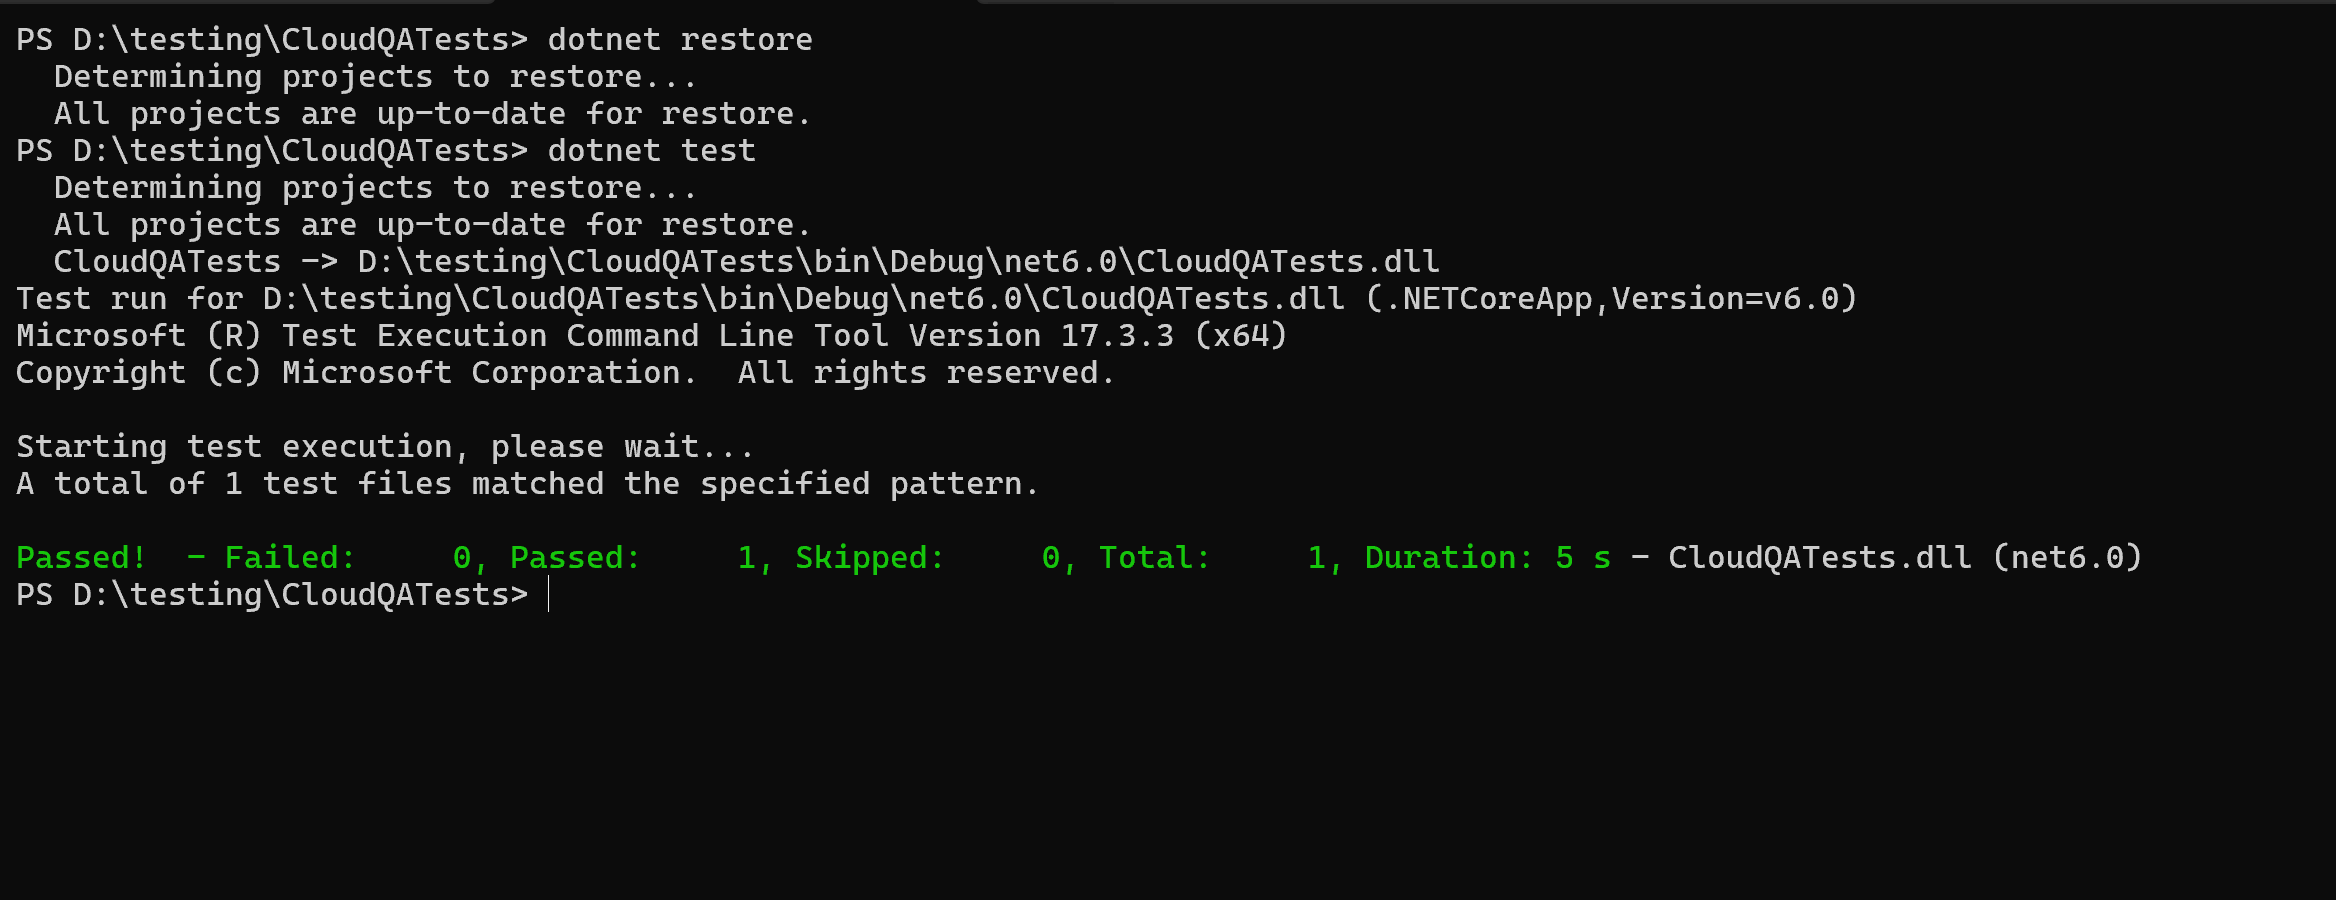 PS D:\testing\CloudQATests> dotnet restore
  Determining projects to restore...
  All projects are up-to-date for restore.
PS D:\testing\CloudQATests> dotnet test
  Determining projects to restore...
  All projects are up-to-date for restore.
  CloudQATests -> D:\testing\CloudQATests\bin\Debug\net6.0\CloudQATests.dll
Test run for D:\testing\CloudQATests\bin\Debug\net6.0\CloudQATests.dll (.NETCoreApp,Version=v6.0)
Microsoft (R) Test Execution Command Line Tool Version 17.3.3 (x64)
Copyright (c) Microsoft Corporation.  All rights reserved.

Starting test execution, please wait...
A total of 1 test files matched the specified pattern.

Passed!  - Failed:     0, Passed:     1, Skipped:     0, Total:     1, Duration: 5 s - CloudQATests.dll (net6.0)
PS D:\testing\CloudQATests>